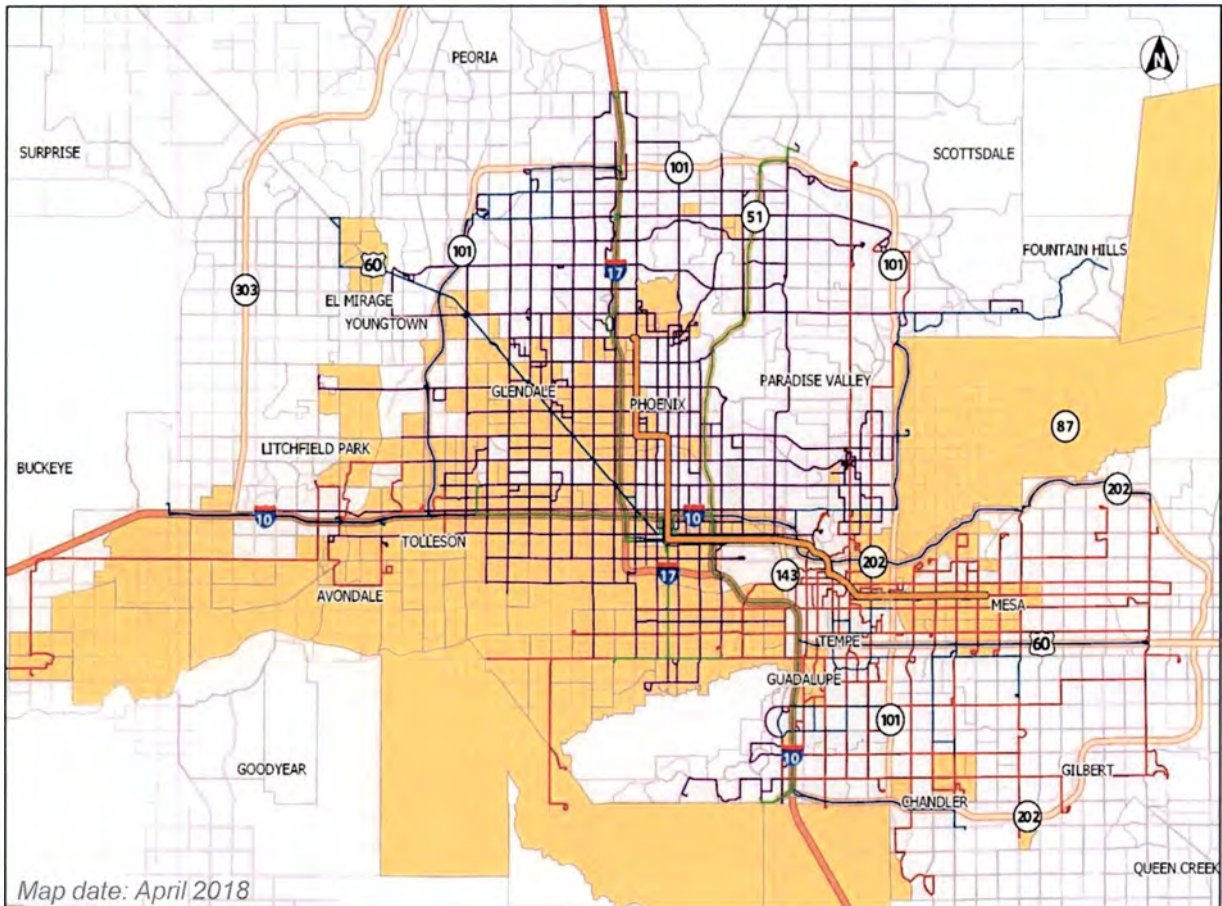 PEORIA
N
SURPRISE
SCOTTSDALE
101
51
FOUNTAIN HILLS
101
60
101
17
303
EL MIRAGE
YOUNGTOWN
PARADISE VALLEY
GLENDALE
PHOENIX
87
LITCHFIELD PARK
BUCKEYE
202
10
10
TOLLESON
202
143
17
AVONDALE
MESA
TEMPE
60
GUADALUPE
101
10
GOODYEAR
GILBERT
CHANDLER
202
QUEEN CREEK
Map date: April 2018